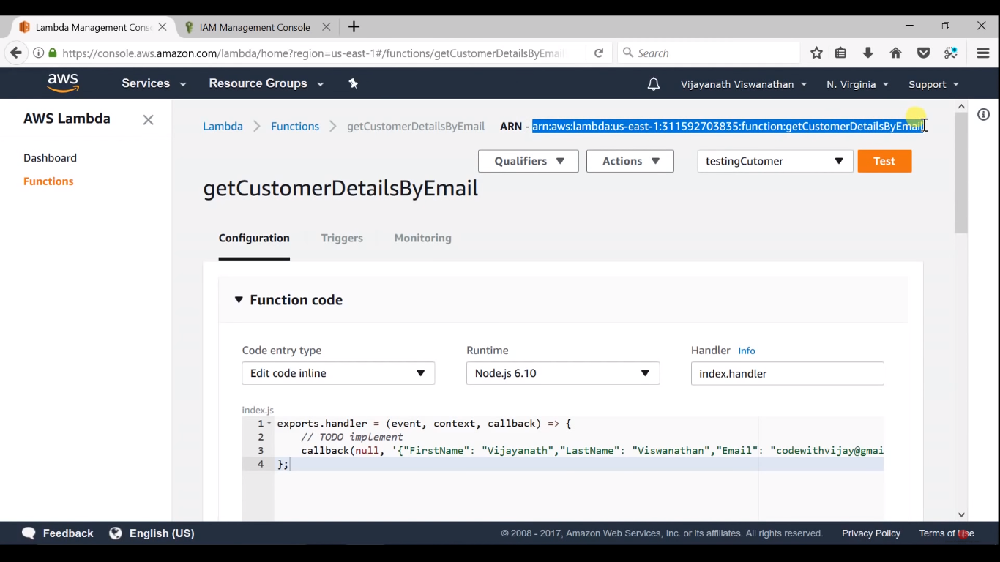 Lambda Management Cons
IAM Management Console
https://console.aws.amazon.com/lambda/home?region=us-east-1#/functions/getCustomerDetailsByEmail
Search
aws
Services
Resource Groups
Vijayanath Viswanathan
N. Virginia
Support
AWS Lambda
Dashboard
Functions
Lambda
Functions
getCustomerDetailsByEmail
ARN - arn:aws:lambda:us-east-1:311592703835:function:getCustomerDetailsByEmail
Qualifiers
Actions
testingCutomer
Test
getCustomerDetailsByEmail
Configuration
Triggers
Monitoring
Function code
Code entry type
Edit code inline
Runtime
Node.js 6.10
Handler Info
index.handler
index.js
1 exports.handler = (event, context, callback) => {
2 // TODO implement
3 callback(null, '{"FirstName": "Vijayanath","LastName": "Viswanathan","Email": "codewithvijay@gmai
4 };
Feedback
English (US)
© 2008 - 2017, Amazon Web Services, Inc. or its affiliates. All rights reserved.
Privacy Policy
Terms of Use